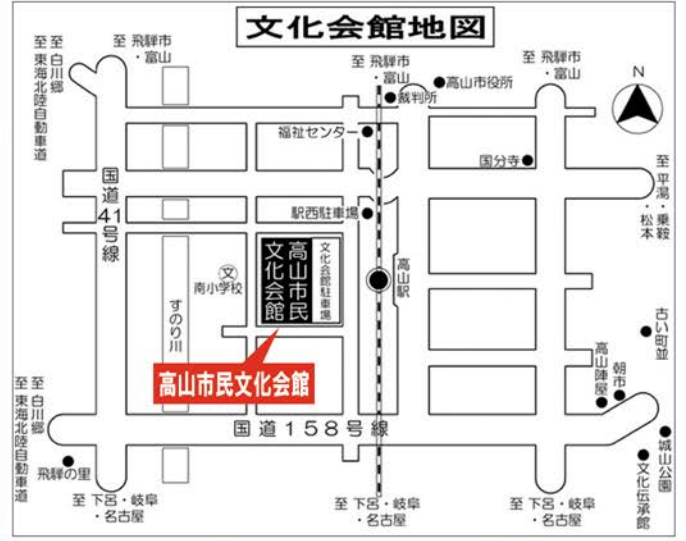 文化会館地図
至 白川郷
至 東海北陸自動車道
至 飛騨市
・富山
至 飛騨市
・富山
至 飛騨市
・富山
高山市役所
裁判所
N
福祉センター
国分寺
至 平湯・乗鞍
・松本
国道41号線
駅西駐車場
文化会館駐車場
高山市民
文化会館
高山駅
文
南小学校
すのり川
古い町並
高山市民文化会館
高山陣屋
朝市
至 白川郷
至 東海北陸自動車道
国道158号線
飛騨の里
城山公園
文化伝承館
至 下呂・岐阜
・名古屋
至 下呂・岐阜
・名古屋
至 下呂・岐阜
・名古屋